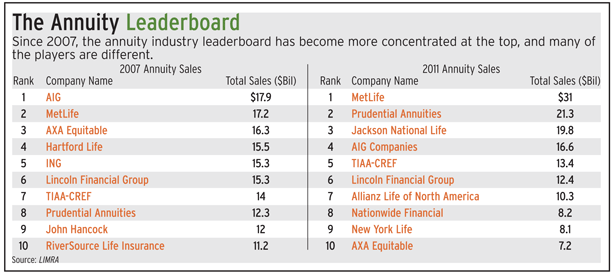 The Annuity Leaderboard
Since 2007, the annuity industry leaderboard has become more concentrated at the top, and many of
the players are different.
2007 Annuity Sales
Rank Company Name Total Sales ($Bil)
1 AIG $17.9
2 MetLife 17.2
3 AXA Equitable 16.3
4 Hartford Life 15.5
5 ING 15.3
6 Lincoln Financial Group 15.3
7 TIAA-CREF 14
8 Prudential Annuities 12.3
9 John Hancock 12
10 RiverSource Life Insurance 11.2
2011 Annuity Sales
Rank Company Name Total Sales ($Bil)
1 MetLife $31
2 Prudential Annuities 21.3
3 Jackson National Life 19.8
4 AIG Companies 16.6
5 TIAA-CREF 13.4
6 Lincoln Financial Group 12.4
7 Allianz Life of North America 10.3
8 Nationwide Financial 8.2
9 New York Life 8.1
10 AXA Equitable 7.2
Source: LIMRA